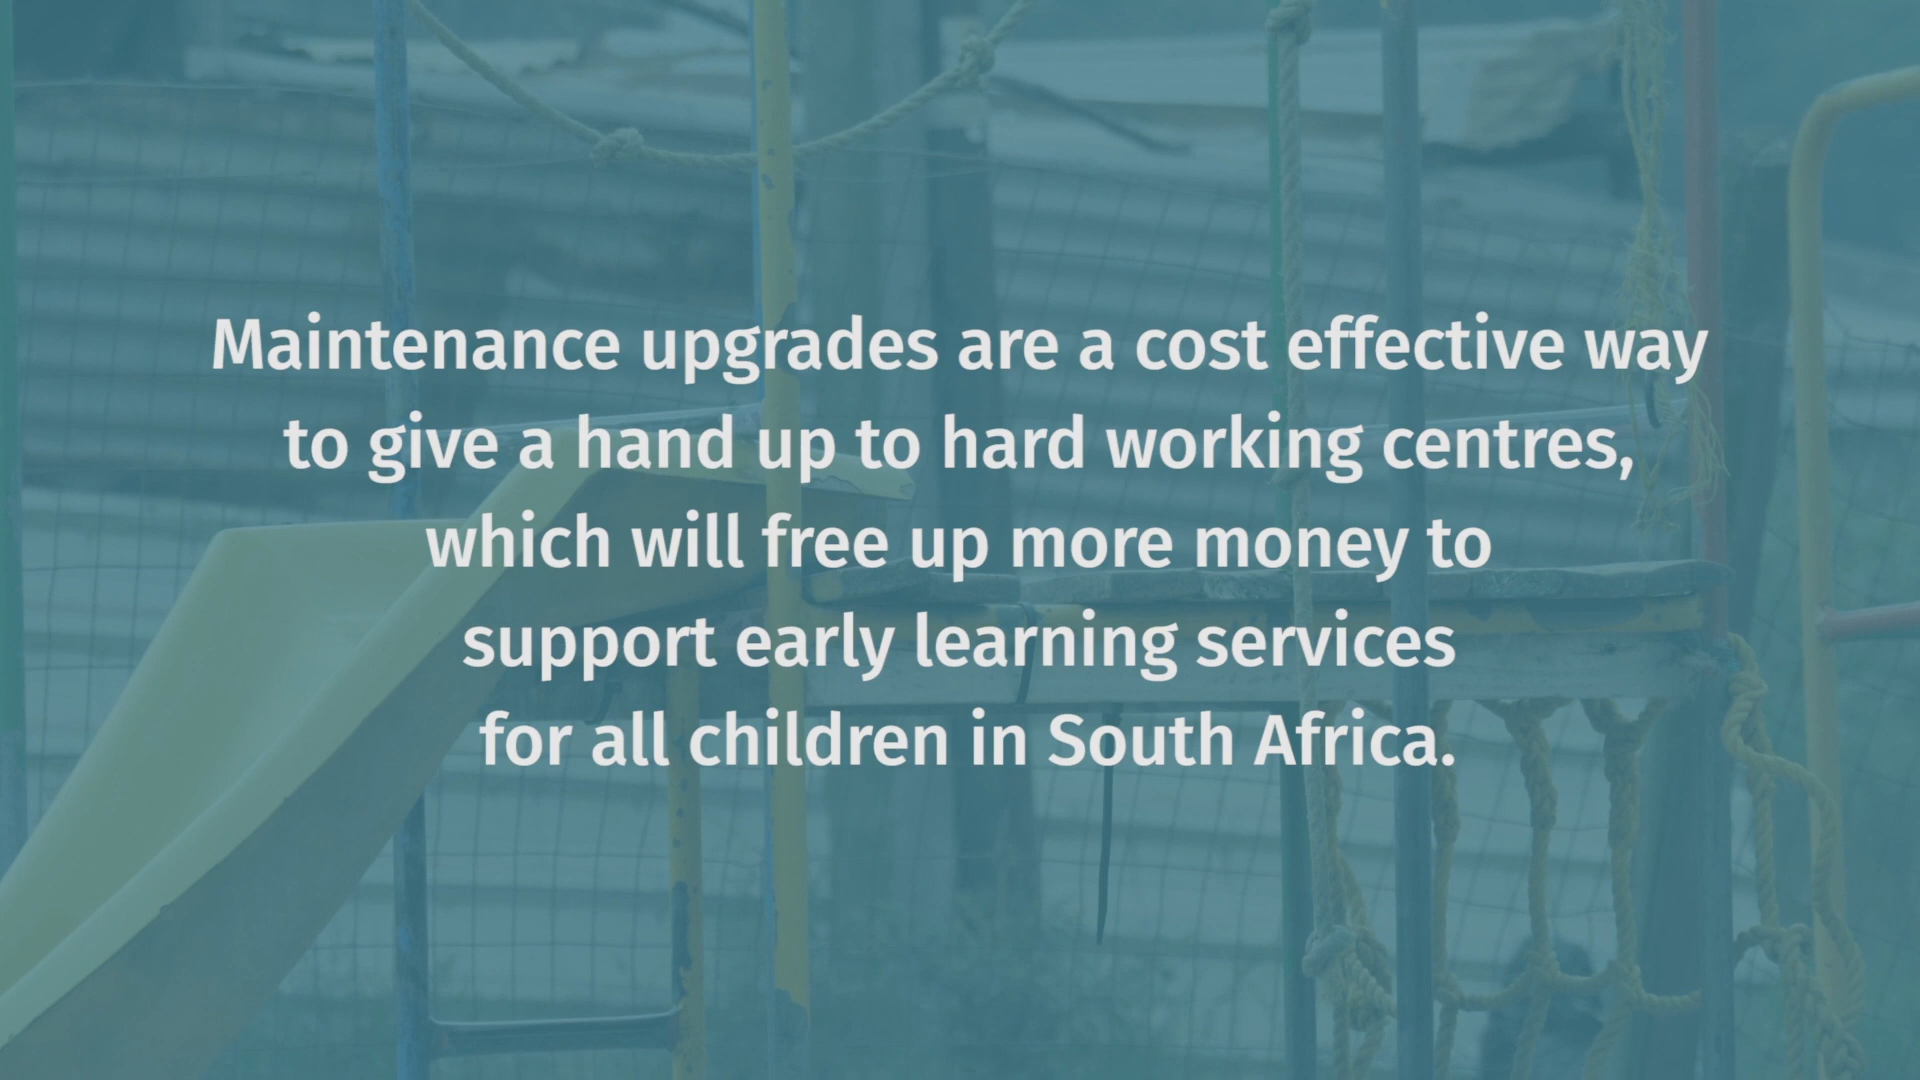 Maintenance upgrades are a cost effective way
to give a hand up to hard working centres,
which will free up more money to
support early learning services
for all children in South Africa.